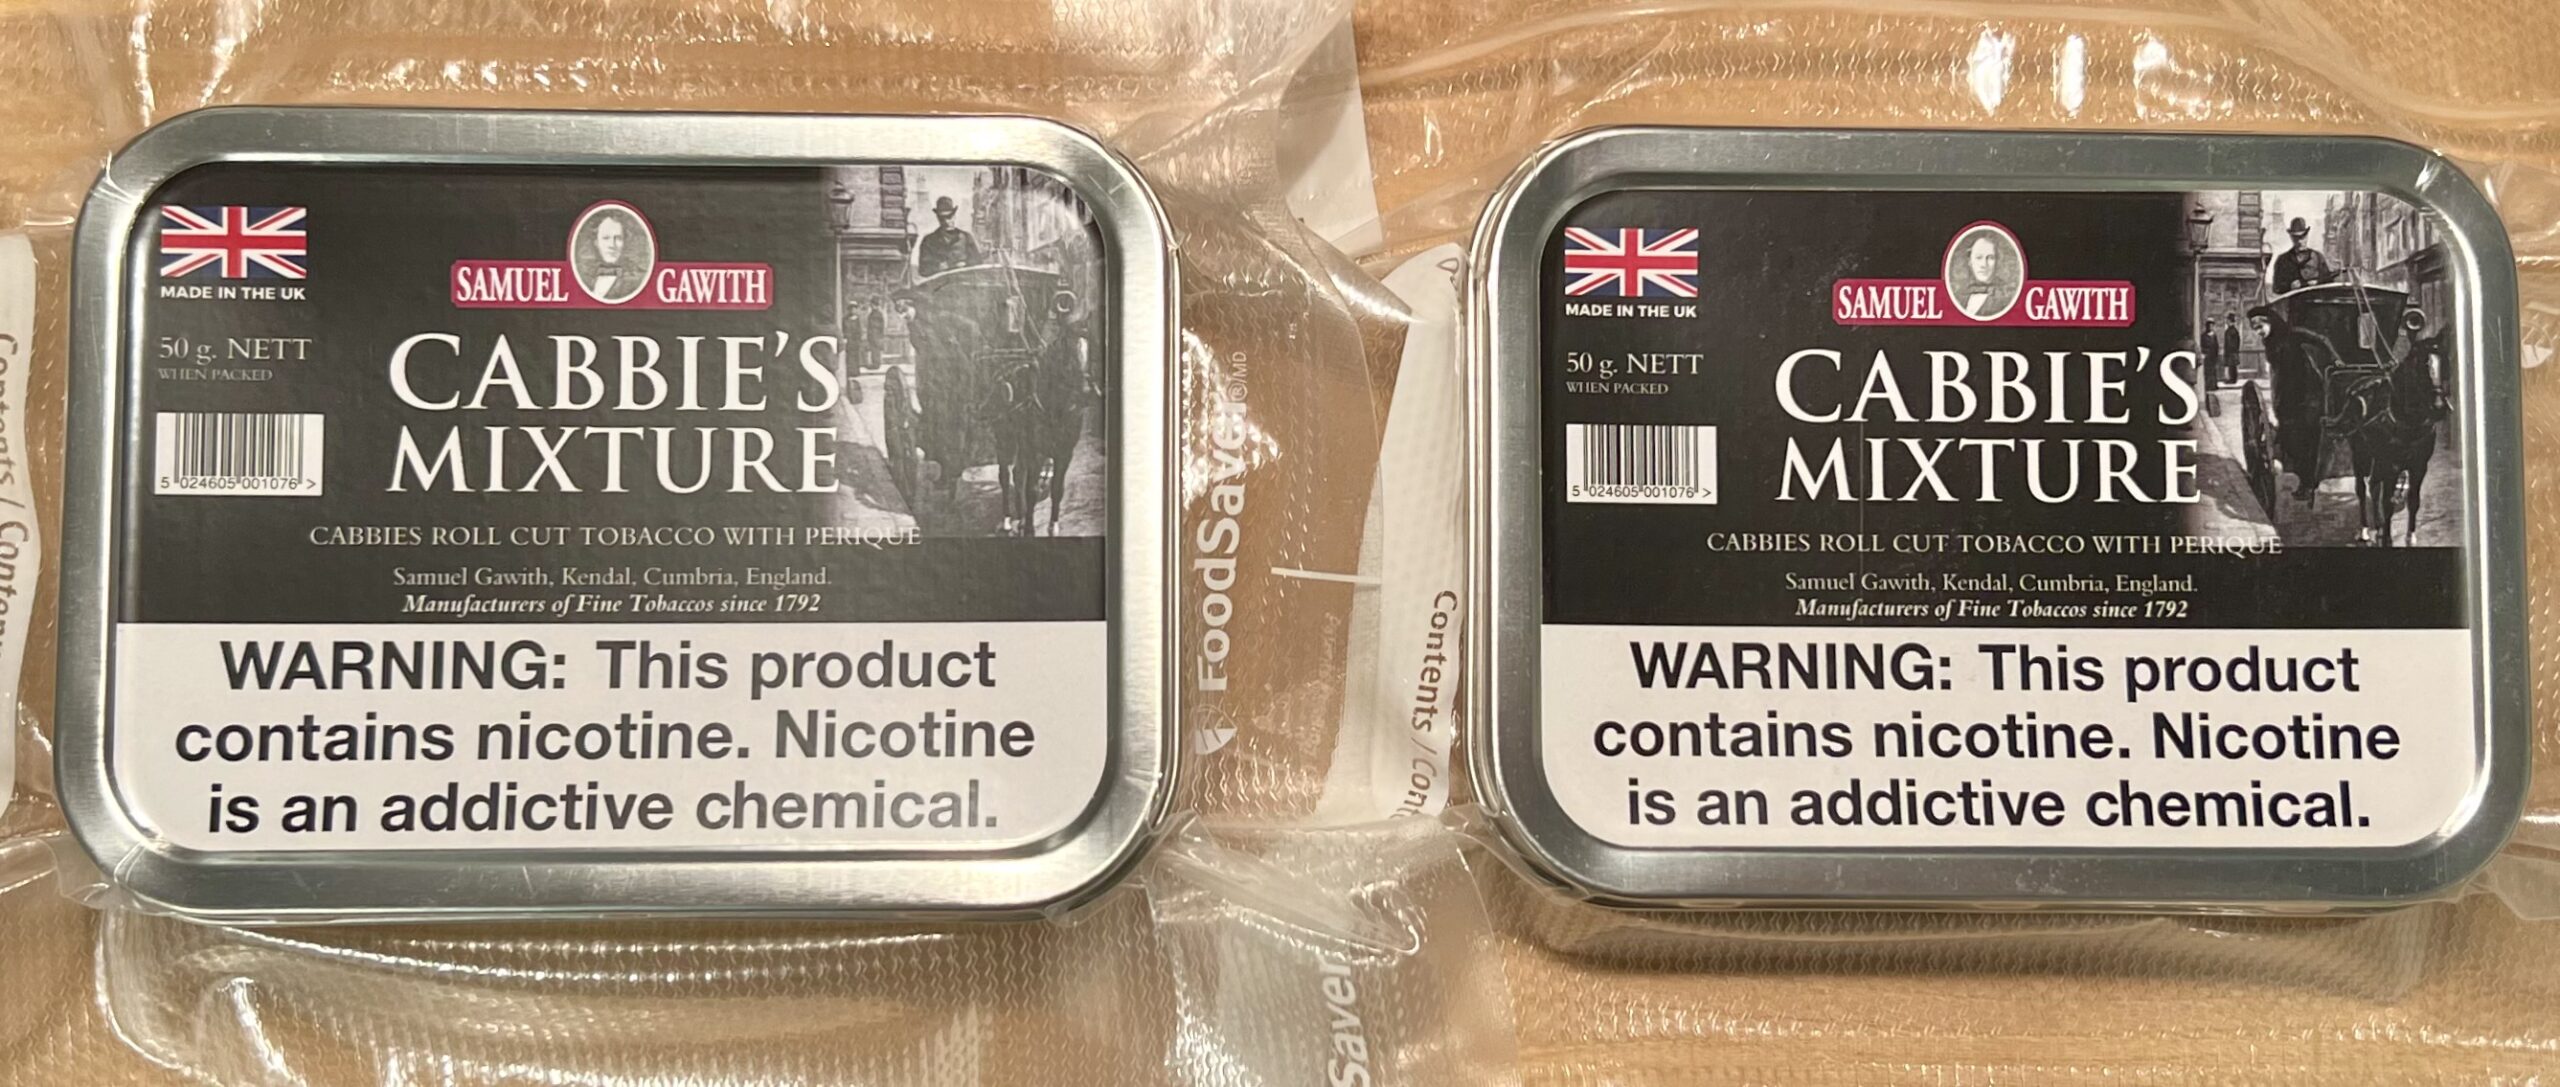 MADE IN THE UK
50 g. NETT
WHEN PACKED
5 024605 001076 >
SAMUEL GAWITH
CABBIE'S
MIXTURE
CABBIES ROLL CUT TOBACCO WITH PERIQUE
Samuel Gawith, Kendal, Cumbria, England.
Manufacturers of Fine Tobaccos since 1792
WARNING: This product
contains nicotine. Nicotine
is an addictive chemical.
Contents /
FoodSaver®/MD
Contents /
Saver
MADE IN THE UK
50 g. NETT
WHEN PACKED
5 024605 001076 >
SAMUEL GAWITH
CABBIE'S
MIXTURE
CABBIES ROLL CUT TOBACCO WITH PERIQUE
Samuel Gawith, Kendal, Cumbria, England.
Manufacturers of Fine Tobaccos since 1792
WARNING: This product
contains nicotine. Nicotine
is an addictive chemical.